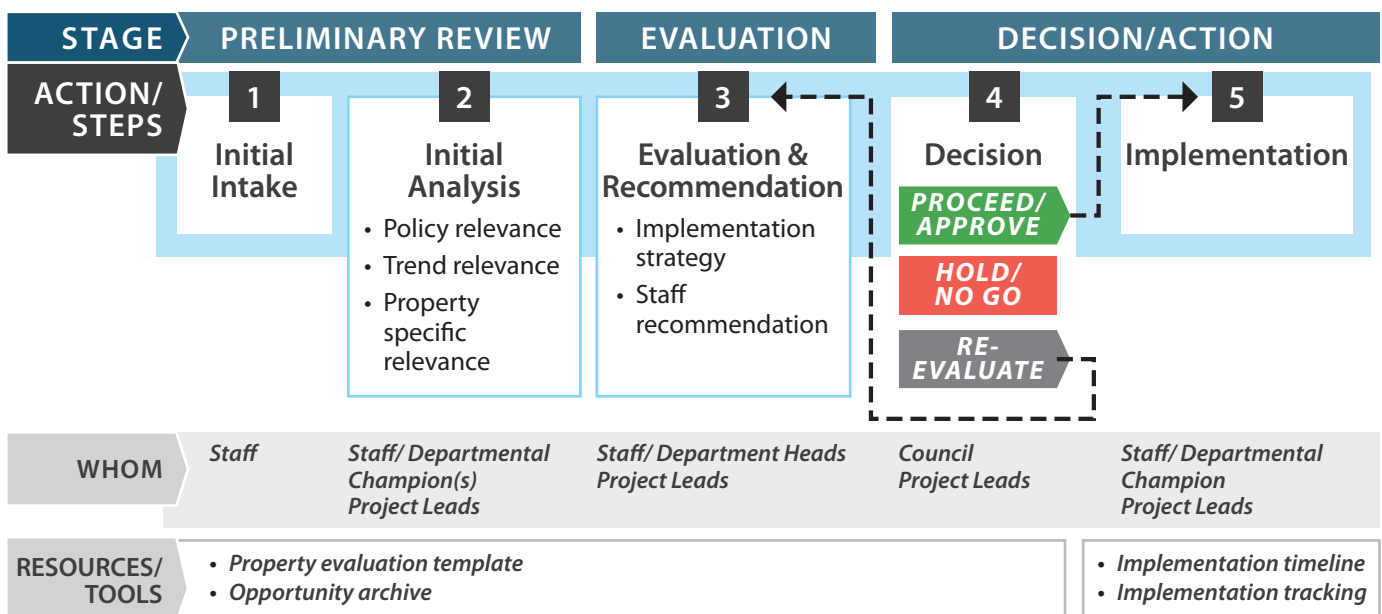 STAGE
PRELIMINARY REVIEW
EVALUATION
DECISION/ACTION
ACTION/
STEPS
1
Initial
Intake
2
Initial
Analysis
• Policy relevance
• Trend relevance
• Property
specific
relevance
3
Evaluation &
Recommendation
• Implementation
strategy
• Staff
recommendation
4
Decision
PROCEED/
APPROVE
HOLD/
NO GO
RE-
EVALUATE
5
Implementation
WHOM
Staff
Staff/ Departmental
Champion(s)
Project Leads
Staff/ Department Heads
Project Leads
Council
Project Leads
Staff/ Departmental
Champion
Project Leads
RESOURCES/
TOOLS
• Property evaluation template
• Opportunity archive
• Implementation timeline
• Implementation tracking